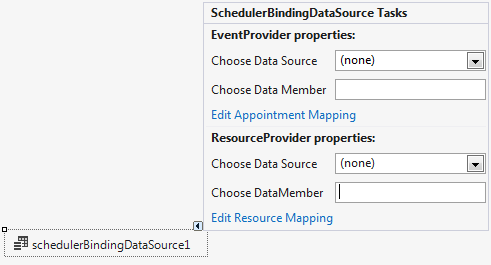 SchedulerBindingDataSource Tasks
EventProvider properties:
Choose Data Source (none)
Choose Data Member
Edit Appointment Mapping
ResourceProvider properties:
Choose Data Source (none)
Choose DataMember
Edit Resource Mapping
schedulerBindingDataSource1